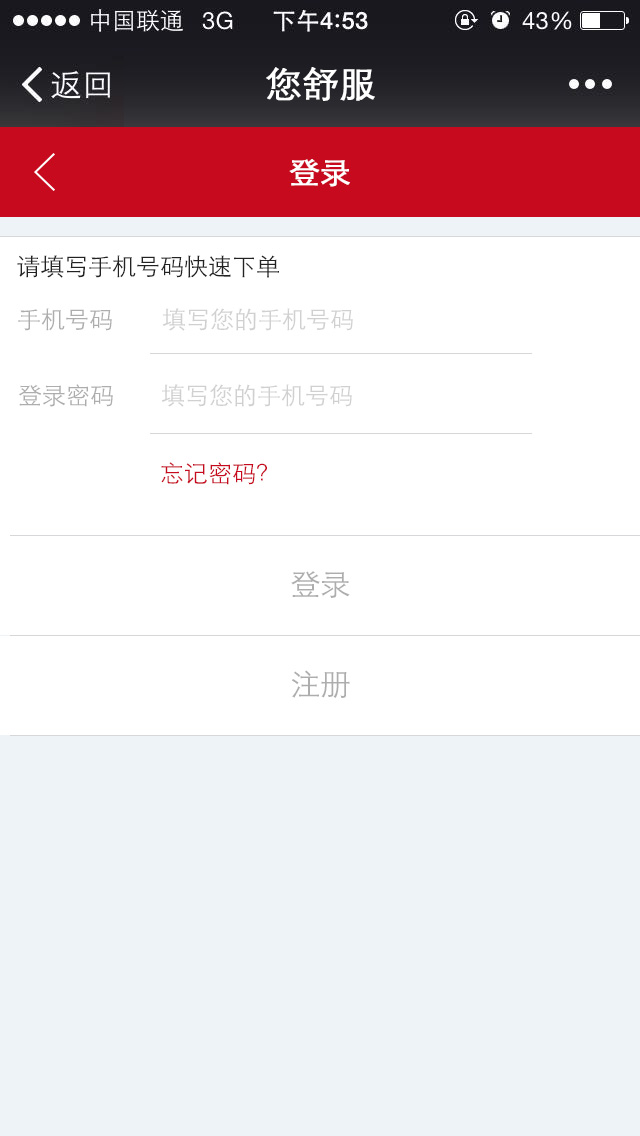 中国联通 3G 下午4:53 43%
返回 您舒服
登录
请填写手机号码快速下单
手机号码 填写您的手机号码
登录密码 填写您的手机号码
忘记密码?
登录
注册